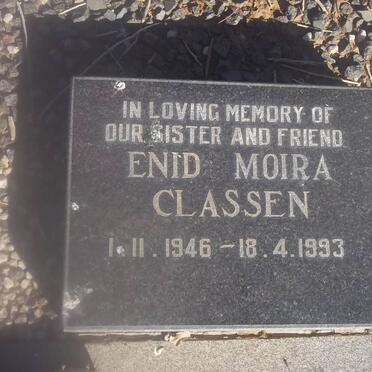 IN LOVING MEMORY OF
OUR SISTER AND FRIEND
ENID MOIRA
CLASSEN
1.11.1946 – 18.4.1993